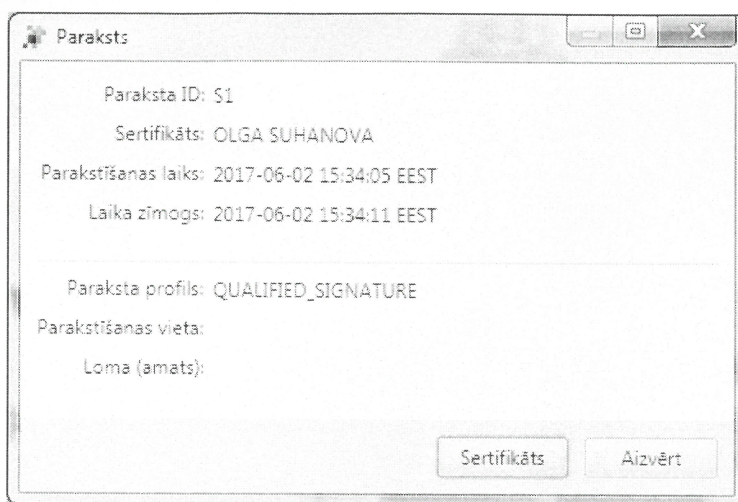 Paraksts
Paraksta ID: S1
Sertifikāts: OLGA SUHANOVA
Parakstīšanas laiks: 2017-06-02 15:34:05 EEST
Laika zīmogs: 2017-06-02 15:34:11 EEST
Paraksta profils: QUALIFIED_SIGNATURE
Parakstīšanas vieta:
Loma (amats):
Sertifikāts Aizvērt